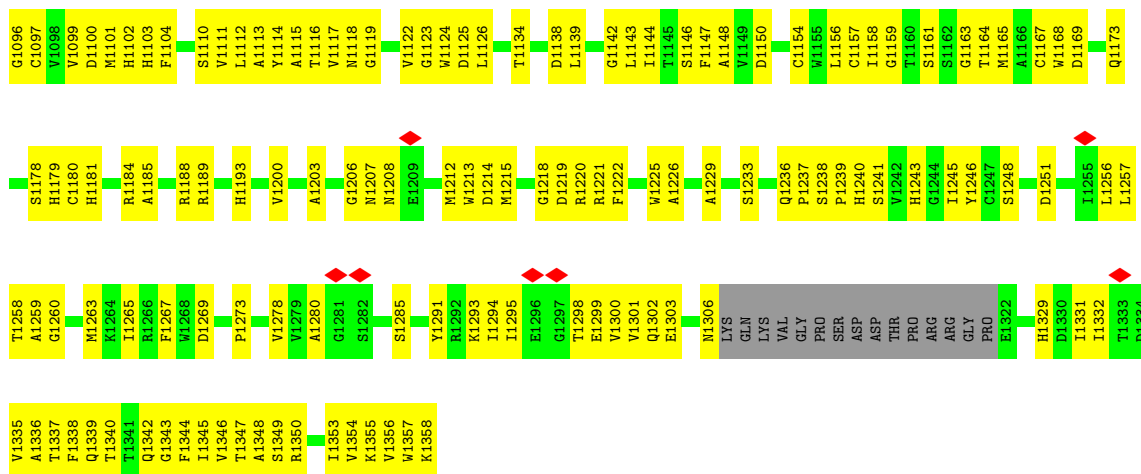 G1096 C1097 V1098 V1099 D1100 M1101 H1102 H1103 F1104 S1110 V1111 L1112 A1113 Y1114 A1115 T1116 V1117 N1118 G1119 V1122 G1123 W1124 D1125 L1126 T1134 D1138 L1139 G1142 L1143 I1144 T1145 S1146 F1147 A1148 V1149 D1150 C1154 W1155 L1156 C1157 I1158 G1159 T1160 S1161 S1162 G1163 T1164 M1165 A1166 C1167 W1168 D1169 Q1173
S1178 H1179 C1180 H1181 R1184 A1185 R1188 R1189 H1193 V1200 A1203 G1206 N1207 N1208 E1209 M1212 W1213 D1214 M1215 G1218 D1219 R1220 R1221 F1222 W1225 A1226 A1229 S1233 Q1236 P1237 S1238 P1239 H1240 S1241 V1242 H1243 G1244 I1245 Y1246 C1247 S1248 D1251 I1255 L1256 L1257
T1258 A1259 G1260 M1263 K1264 I1265 R1266 F1267 W1268 D1269 P1273 V1278 V1279 A1280 G1281 S1282 S1285 Y1291 R1292 K1293 I1294 I1295 E1296 G1297 T1298 E1299 V1300 V1301 Q1302 E1303 N1306 LYS GLN LYS VAL GLY PRO SER ASP ASP THR PRO ARG ARG GLY PRO E1322 H1329 D1330 I1331 I1332 T1333 D1334
V1335 A1336 T1337 F1338 Q1339 T1340 T1341 Q1342 G1343 F1344 I1345 V1346 T1347 A1348 S1349 R1350 I1353 V1354 K1355 V1356 W1357 K1358